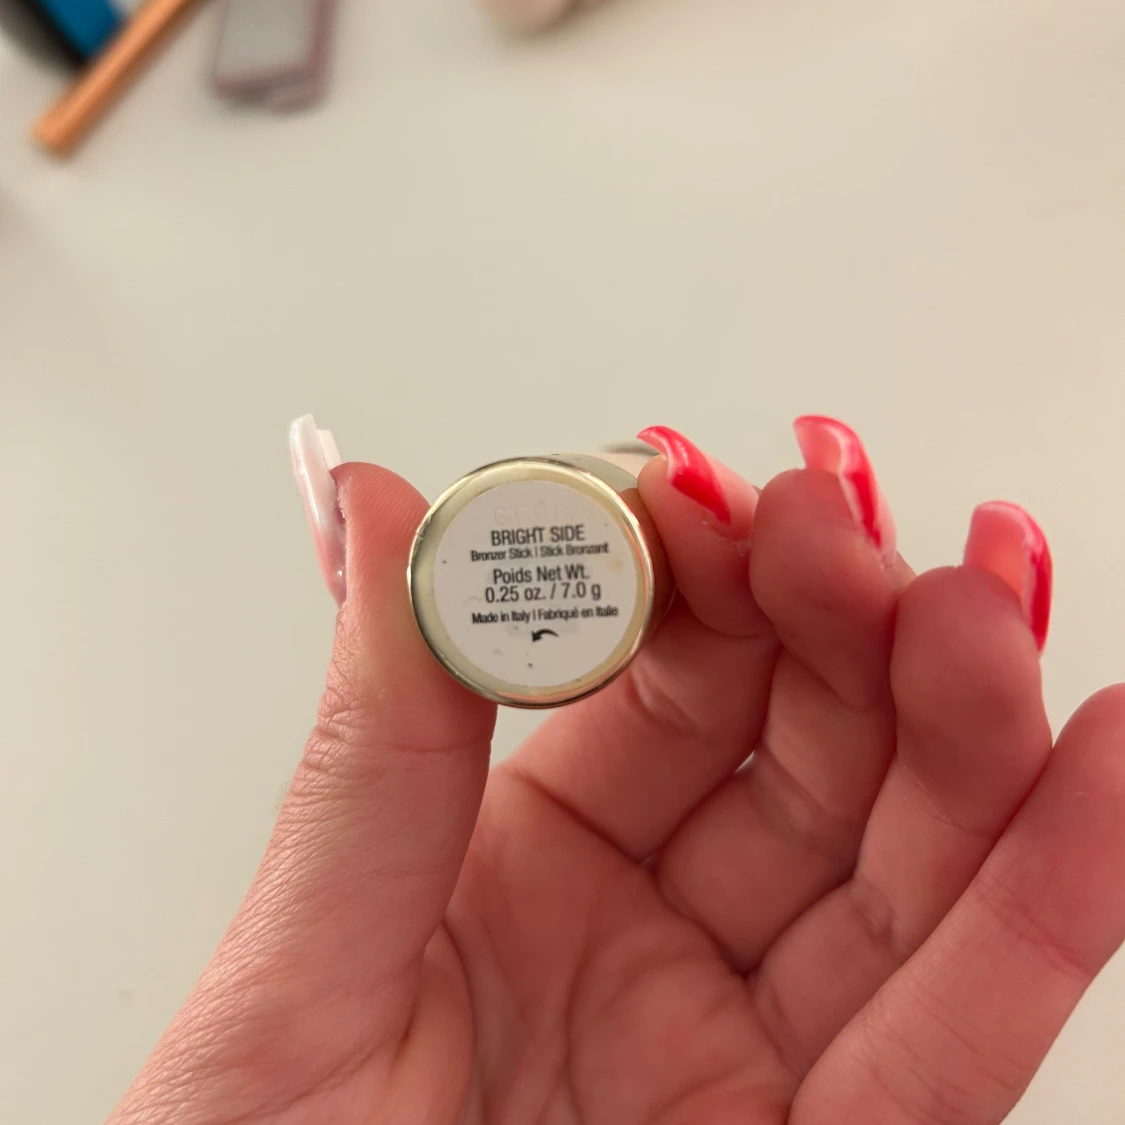 BRIGHT SIDE
Bronzer Stick | Stick Bronzant
Poids Net Wt.
0.25 oz. / 7.0 g
Made in Italy | Fabriqué en Italie